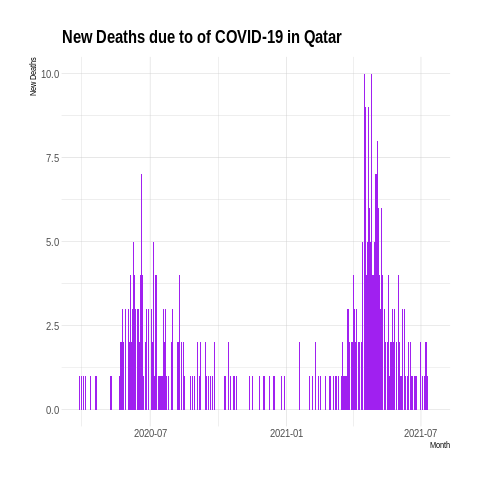 New Deaths due to of COVID-19 in Qatar
New Deaths
10.0
7.5
5.0
2.5
0.0
2020-07
2021-01
2021-07
Month